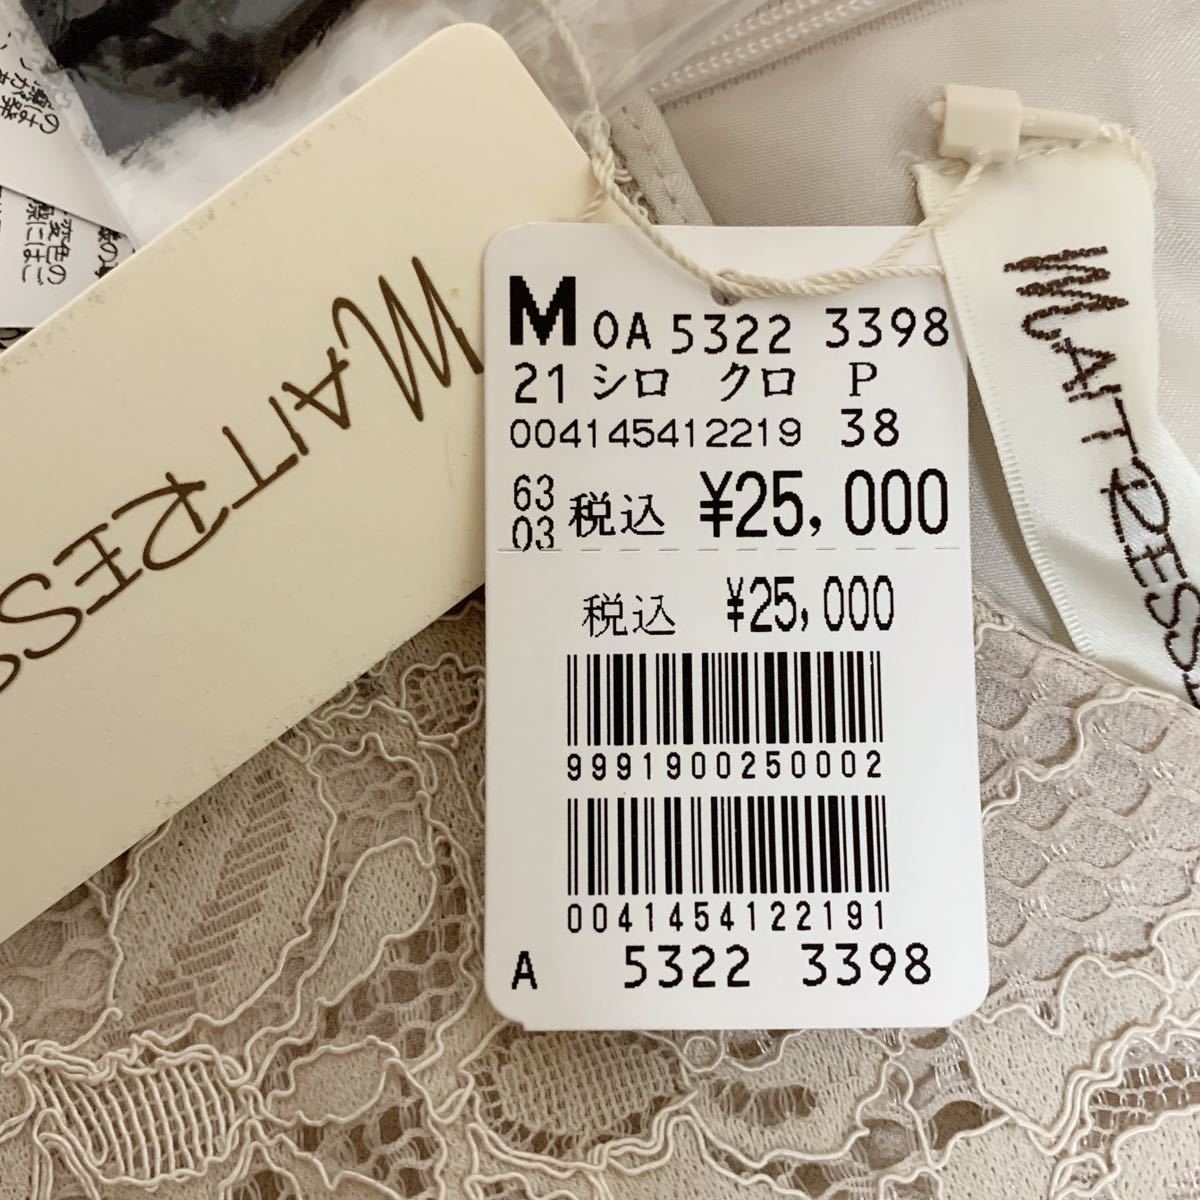 MAITRESS
M 0A 5322 3398
21 シロ クロ P
004145412219 38
63
03
税込 ¥25,000
税込 ¥25,000
9991900250002
0041454122191
A 5322 3398
MAITRESS